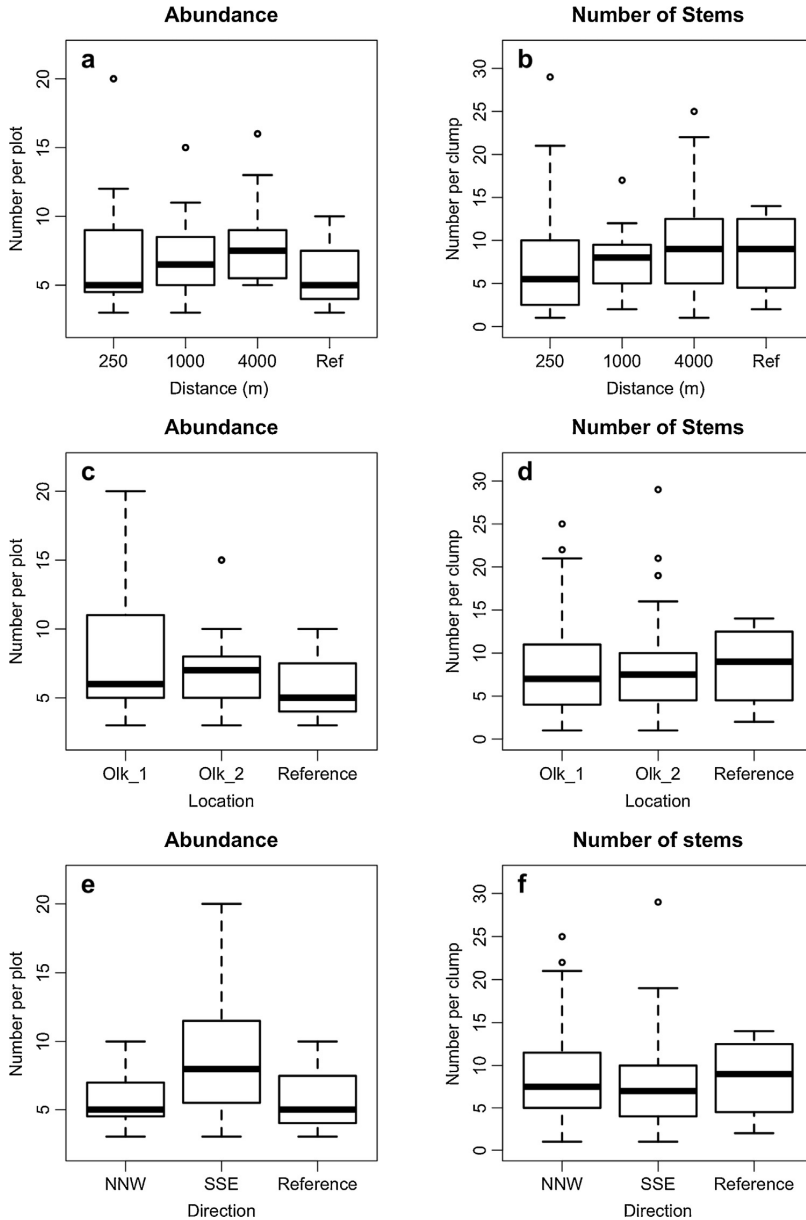 Abundance
a
Number per plot
20
15
10
5
250 1000 4000 Ref
Distance (m)
Number of Stems
b
Number per clump
30
25
20
15
10
5
0
250 1000 4000 Ref
Distance (m)
Abundance
c
Number per plot
20
15
10
5
Olk_1 Olk_2 Reference
Location
Number of Stems
d
Number per clump
30
25
20
15
10
5
0
Olk_1 Olk_2 Reference
Location
Abundance
e
Number per plot
20
15
10
5
NNW SSE Reference
Direction
Number of stems
f
Number per clump
30
25
20
15
10
5
0
NNW SSE Reference
Direction